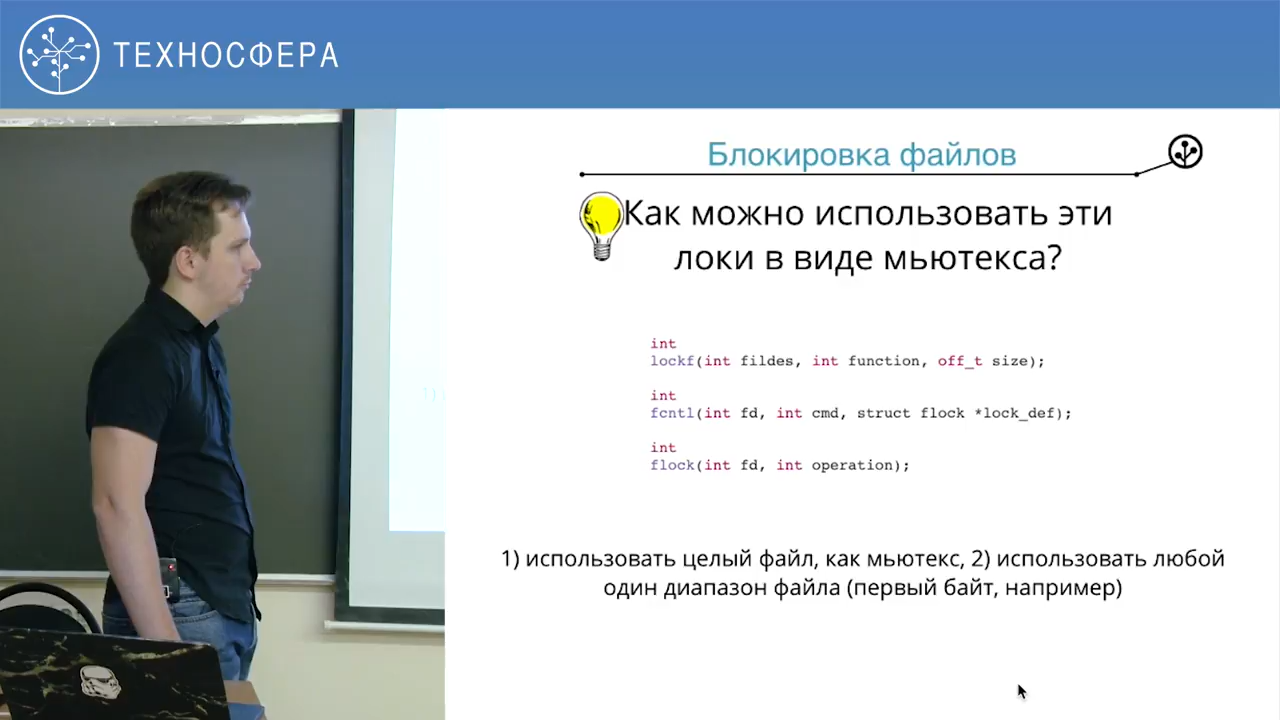 ТЕХНОСФЕРА
Блокировка файлов
Как можно использовать эти
локи в виде мьютекса?
int
lockf(int fildes, int function, off_t size);
int
fcntl(int fd, int cmd, struct flock *lock_def);
int
flock(int fd, int operation);
1) использовать целый файл, как мьютекс, 2) использовать любой
один диапазон файла (первый байт, например)